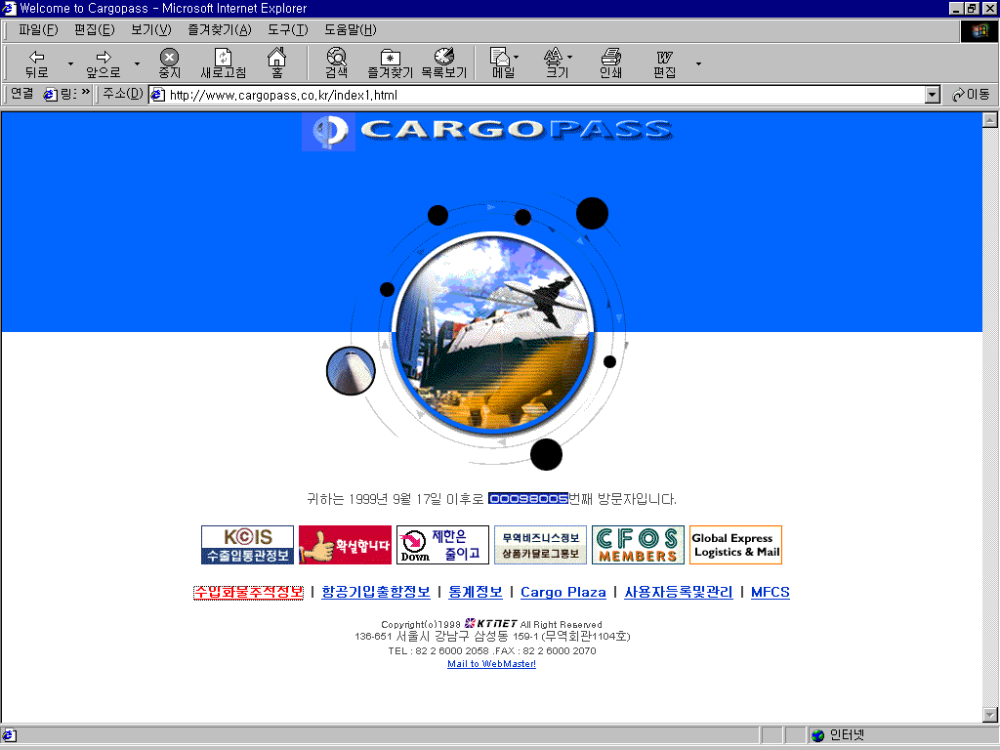 Welcome to Cargopass - Microsoft Internet Explorer
파일(F) 편집(E) 보기(V) 즐겨찾기(A) 도구(T) 도움말(H)
뒤로 앞으로 중지 새로고침 홈 검색 즐겨찾기 목록보기 메일 크기 인쇄 편집
연결 링크 » 주소(D) http://www.cargopass.co.kr/index1.html 이동
CARGOPASS
귀하는 1999년 9월 17일 이후로 00098005번째 방문자입니다.
KCIS
수출입통관정보
확실합니다
Down 제한은 줄이고
무역비즈니스정보
상품카달로그홍보
CFOS
MEMBERS
Global Express
Logistics & Mail
수입화물추적정보 | 항공기입출항정보 | 통계정보 | Cargo Plaza | 사용자등록및관리 | MFCS
Copyright(c)1998 KTNET All Right Reserved
136-651 서울시 강남구 삼성동 159-1 (무역회관1104호)
TEL : 82 2 6000 2058 .FAX : 82 2 6000 2070
Mail to WebMaster!
인터넷